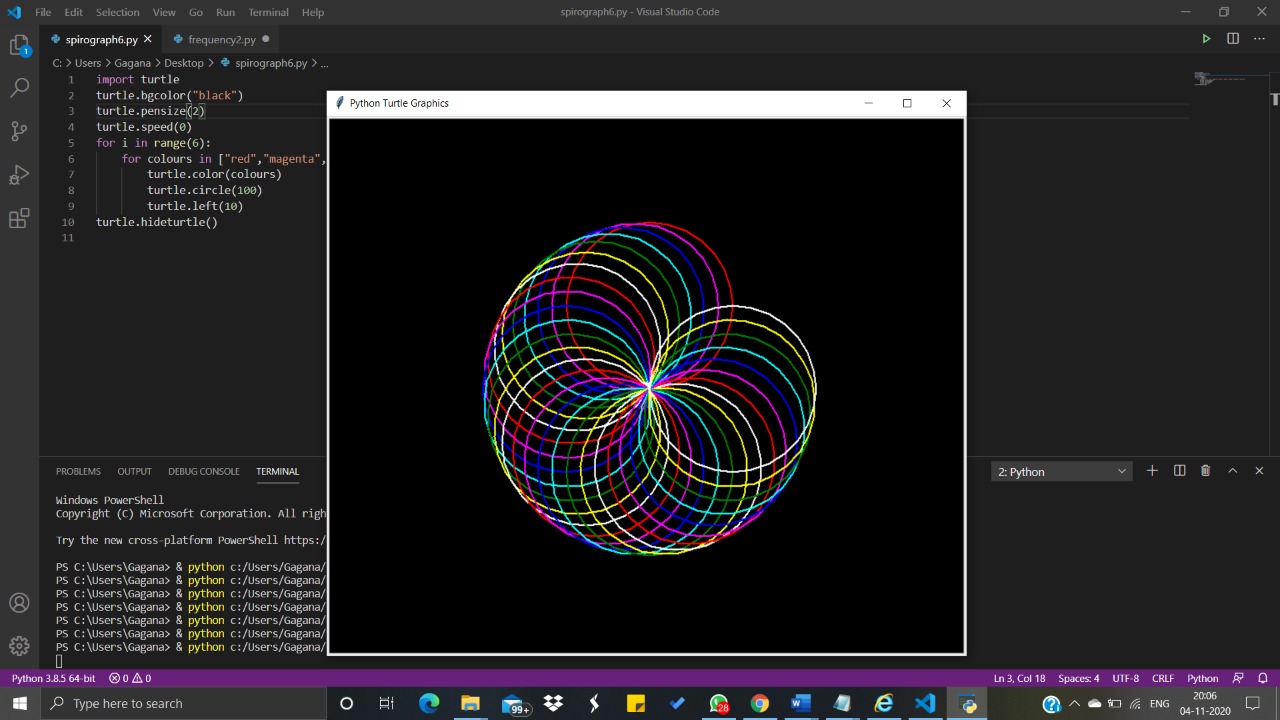 File Edit Selection View Go Run Terminal Help
spirograph6.py - Visual Studio Code
spirograph6.py
frequency2.py
C: > Users > Gagana > Desktop > spirograph6.py > ...
1 import turtle
2 turtle.bgcolor("black")
3 turtle.pensize(2)
4 turtle.speed(0)
5 for i in range(6):
6 for colours in ["red","magenta",
7 turtle.color(colours)
8 turtle.circle(100)
9 turtle.left(10)
10 turtle.hideturtle()
11
Python Turtle Graphics
PROBLEMS OUTPUT DEBUG CONSOLE TERMINAL
2: Python
Windows PowerShell
Copyright (C) Microsoft Corporation. All righ
Try the new cross-platform PowerShell https:/
PS C:\Users\Gagana> & python c:/Users/Gagana/
PS C:\Users\Gagana> & python c:/Users/Gagana/
PS C:\Users\Gagana> & python c:/Users/Gagana/
PS C:\Users\Gagana> & python c:/Users/Gagana/
PS C:\Users\Gagana> & python c:/Users/Gagana/
PS C:\Users\Gagana> & python c:/Users/Gagana/
PS C:\Users\Gagana> & python c:/Users/Gagana/
Python 3.8.5 64-bit 0 0
Ln 3, Col 18 Spaces: 4 UTF-8 CRLF Python
Type here to search
99+
28
ENG
20:06
04-11-2020